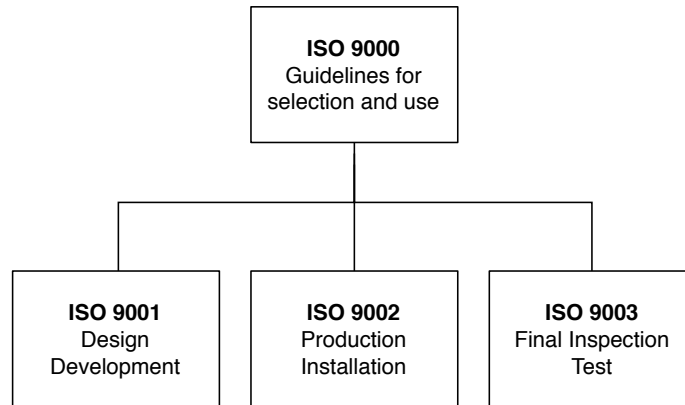 ISO 9000
Guidelines for
selection and use
ISO 9001
Design
Development
ISO 9002
Production
Installation
ISO 9003
Final Inspection
Test